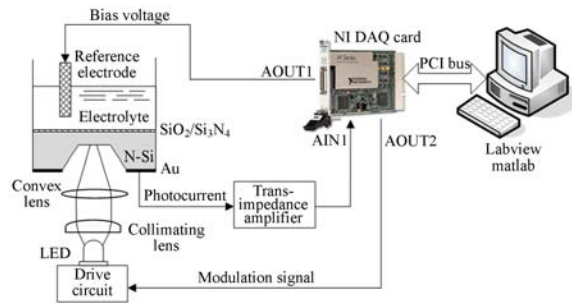 Bias voltage
NI DAQ card
Reference
electrode
AOUT1
PCI bus
Electrolyte
SiO2/Si3N4
N-Si
Au
AIN1
AOUT2
Labview
matlab
Convex
lens
Photocurrent
Trans-
impedance
amplifier
Collimating
lens
LED
Drive
circuit
Modulation signal